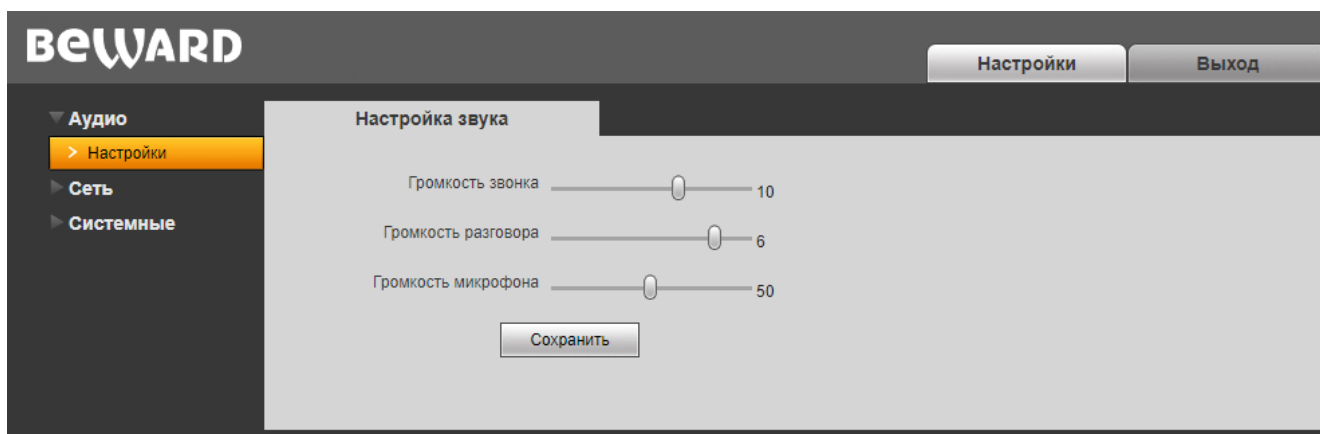 BEWARD
Настройки
Выход
Аудио
Настройки
Сеть
Системные
Настройка звука
Громкость звонка 10
Громкость разговора 6
Громкость микрофона 50
Сохранить